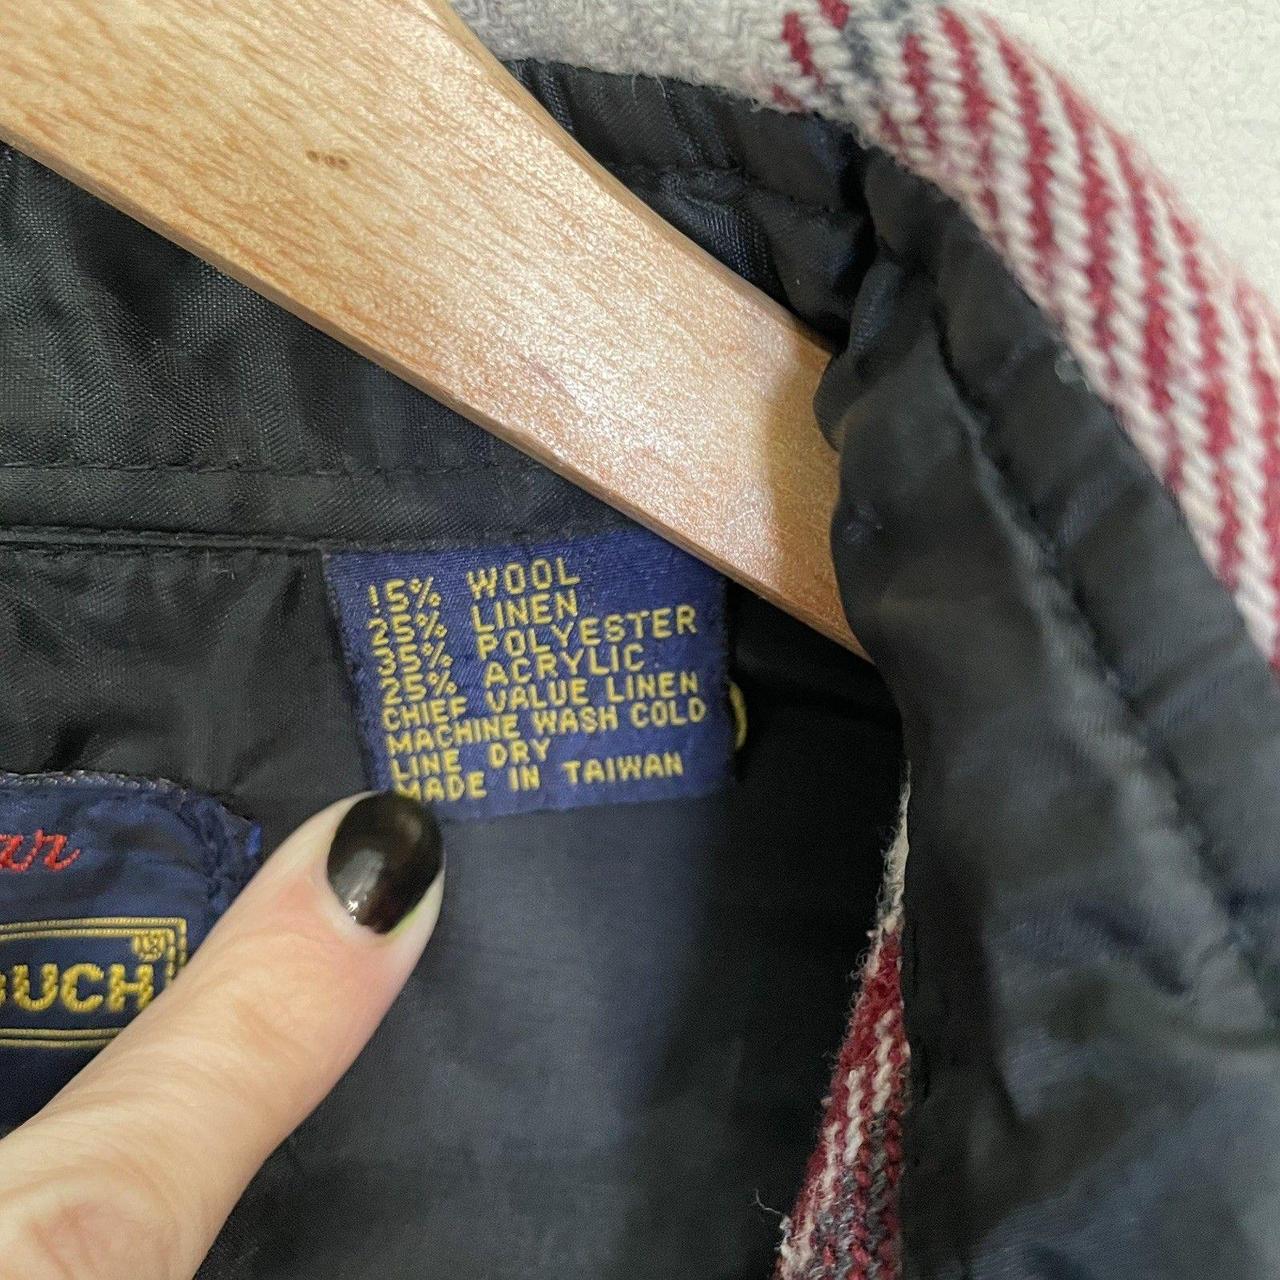 15% WOOL
25% LINEN
35% POLYESTER
25% ACRYLIC
CHIEF VALUE LINEN
MACHINE WASH COLD
LINE DRY
MADE IN TAIWAN